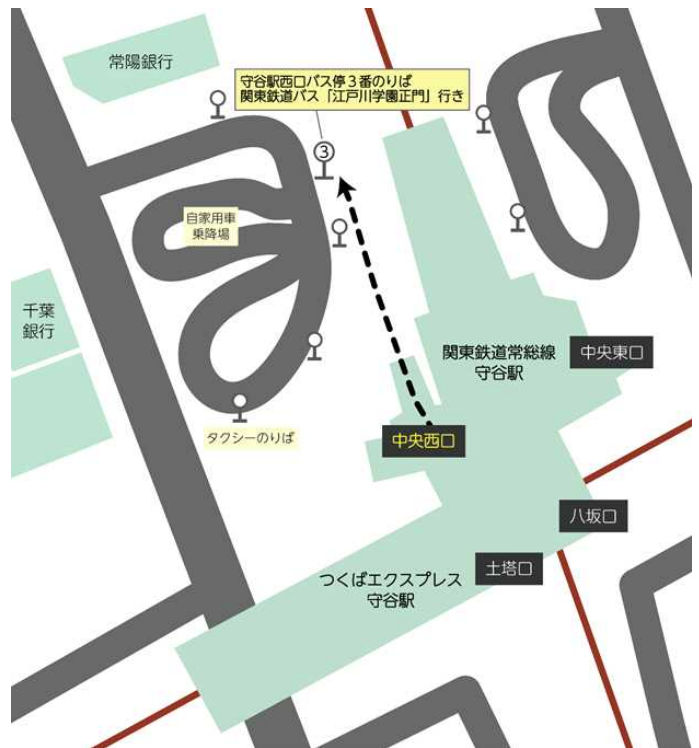 常陽銀行
守谷駅西口バス停3番のりば
関東鉄道バス「江戸川学園正門」行き
③
自家用車
乗降場
千葉
銀行
関東鉄道常総線
守谷駅
中央東口
タクシーのりば
中央西口
八坂口
土塔口
つくばエクスプレス
守谷駅